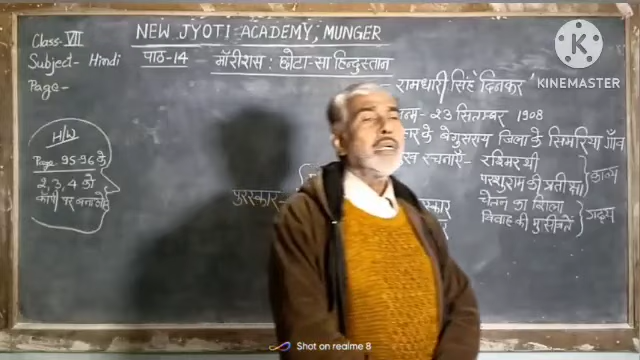 NEW JYOTI ACADEMY, MUNGER
Class-VII
Subject- Hindi
Page-
पाठ-14
मॉरीशस : छोटा-सा हिन्दुस्तान
रामधारी सिंह दिनकर
23 सितम्बर 1908
के बेगुसराय जिला के सिमरिया गाँव
रचनाएँ- रश्मिरथी
परशुराम की प्रतीक्षा
काव्य
चेतना का शिला
विवाह की मुसीबतें
गद्य
पुरस्कार-
H/W
Page 95-96 के
2, 3, 4 को
कॉपी पर
KINEMASTER
Shot on realme 8